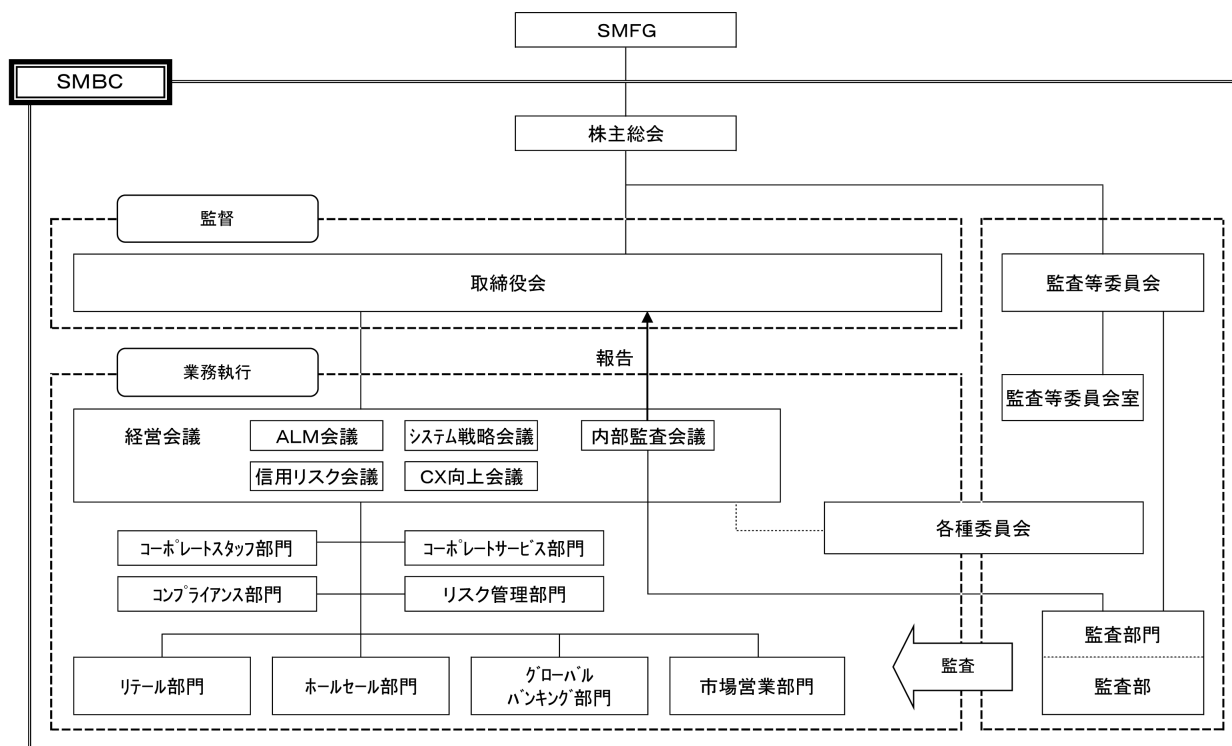 SMFG
SMBC
株主総会
監督
取締役会
監査等委員会
報告
業務執行
監査等委員会室
経営会議
ALM会議
システム戦略会議
内部監査会議
信用リスク会議
CX向上会議
各種委員会
コーポレートスタッフ部門
コーポレートサービス部門
コンプライアンス部門
リスク管理部門
監査部門
監査
監査部
リテール部門
ホールセール部門
グローバル
バンキング部門
市場営業部門